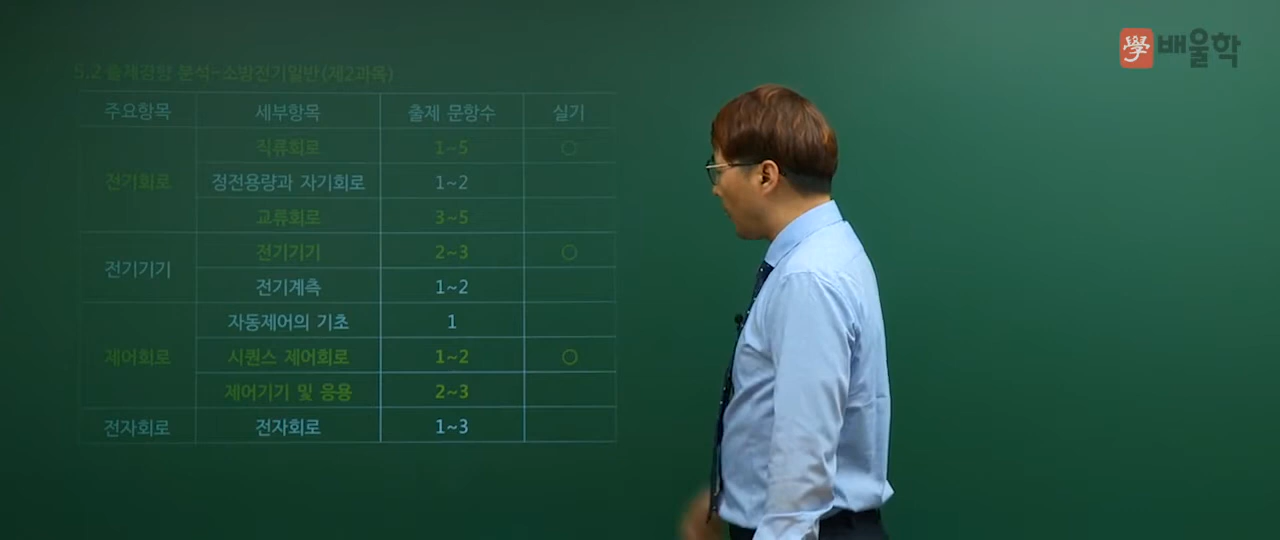 學 배울학
5.2 출제경향 분석-소방전기일반(제2과목)
주요항목 세부항목 출제 문항수 실기
전기회로 직류회로 1~5 ○
정전용량과 자기회로 1~2
교류회로 3~5
전기기기 전기기기 2~3 ○
전기계측 1~2
제어회로 자동제어의 기초 1
시퀀스 제어회로 1~2 ○
제어기기 및 응용 2~3
전자회로 전자회로 1~3